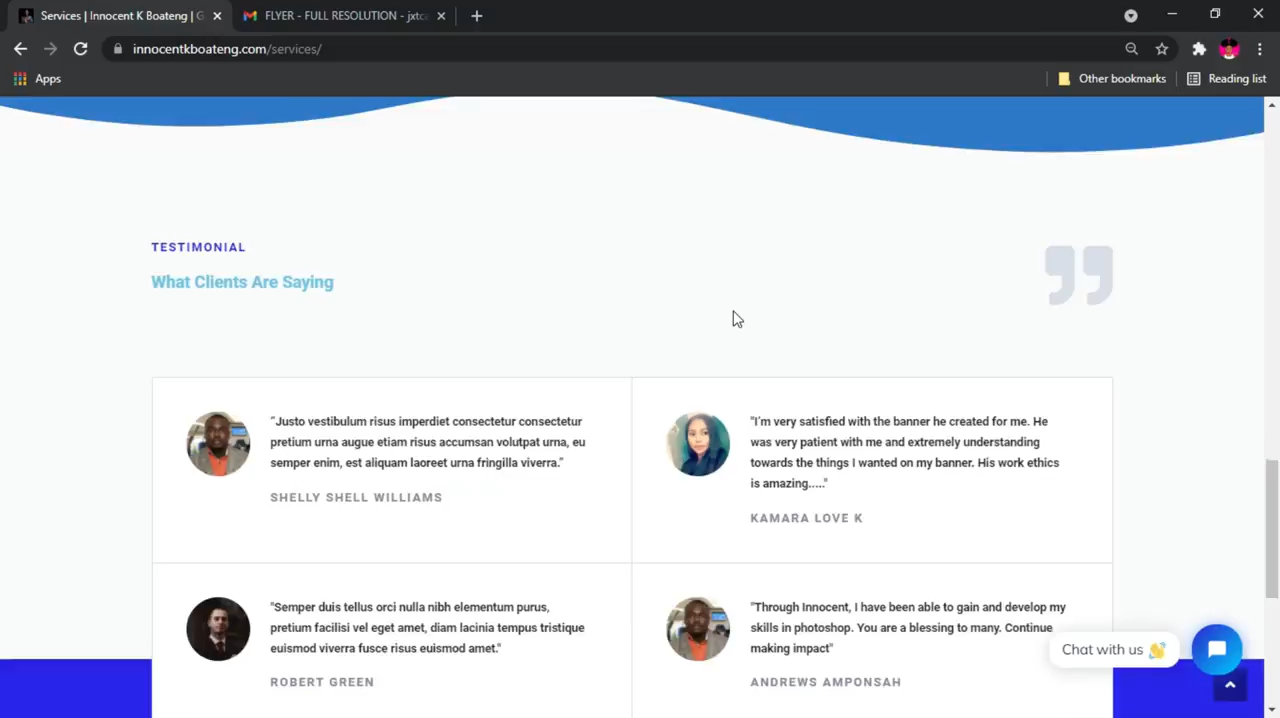 Services | Innocent K Boateng | G
FLYER - FULL RESOLUTION - jxtca
innocentkboateng.com/services/
Apps
Other bookmarks
Reading list
TESTIMONIAL
What Clients Are Saying
"Justo vestibulum risus imperdiet consectetur consectetur
pretium urna augue etiam risus accumsan volutpat urna, eu
semper enim, est aliquam laoreet urna fringilla viverra."
SHELLY SHELL WILLIAMS
"I'm very satisfied with the banner he created for me. He
was very patient with me and extremely understanding
towards the things I wanted on my banner. His work ethics
is amazing....."
KAMARA LOVE K
"Semper duis tellus orci nulla nibh elementum purus,
pretium facilisi vel eget amet, diam lacinia tempus tristique
euismod viverra fusce risus euismod amet."
ROBERT GREEN
"Through Innocent, I have been able to gain and develop my
skills in photoshop. You are a blessing to many. Continue
making impact"
ANDREWS AMPONSAH
Chat with us 👋